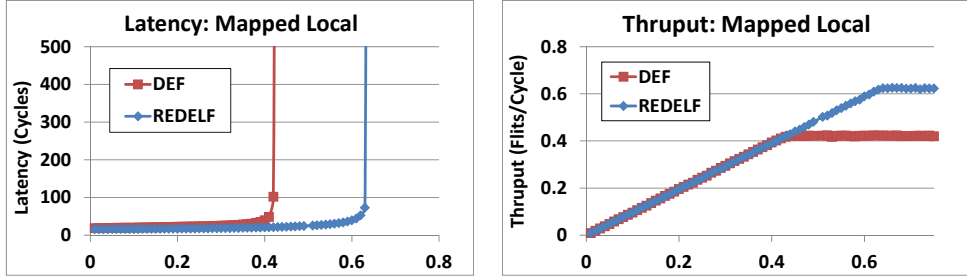 Latency: Mapped Local
Latency (Cycles)
500
400
300
200
100
0
DEF
REDELF
0
0.2
0.4
0.6
0.8
Thruput: Mapped Local
Thruput (Flits/Cycle)
0.8
0.6
0.4
0.2
0
DEF
REDELF
0
0.2
0.4
0.6